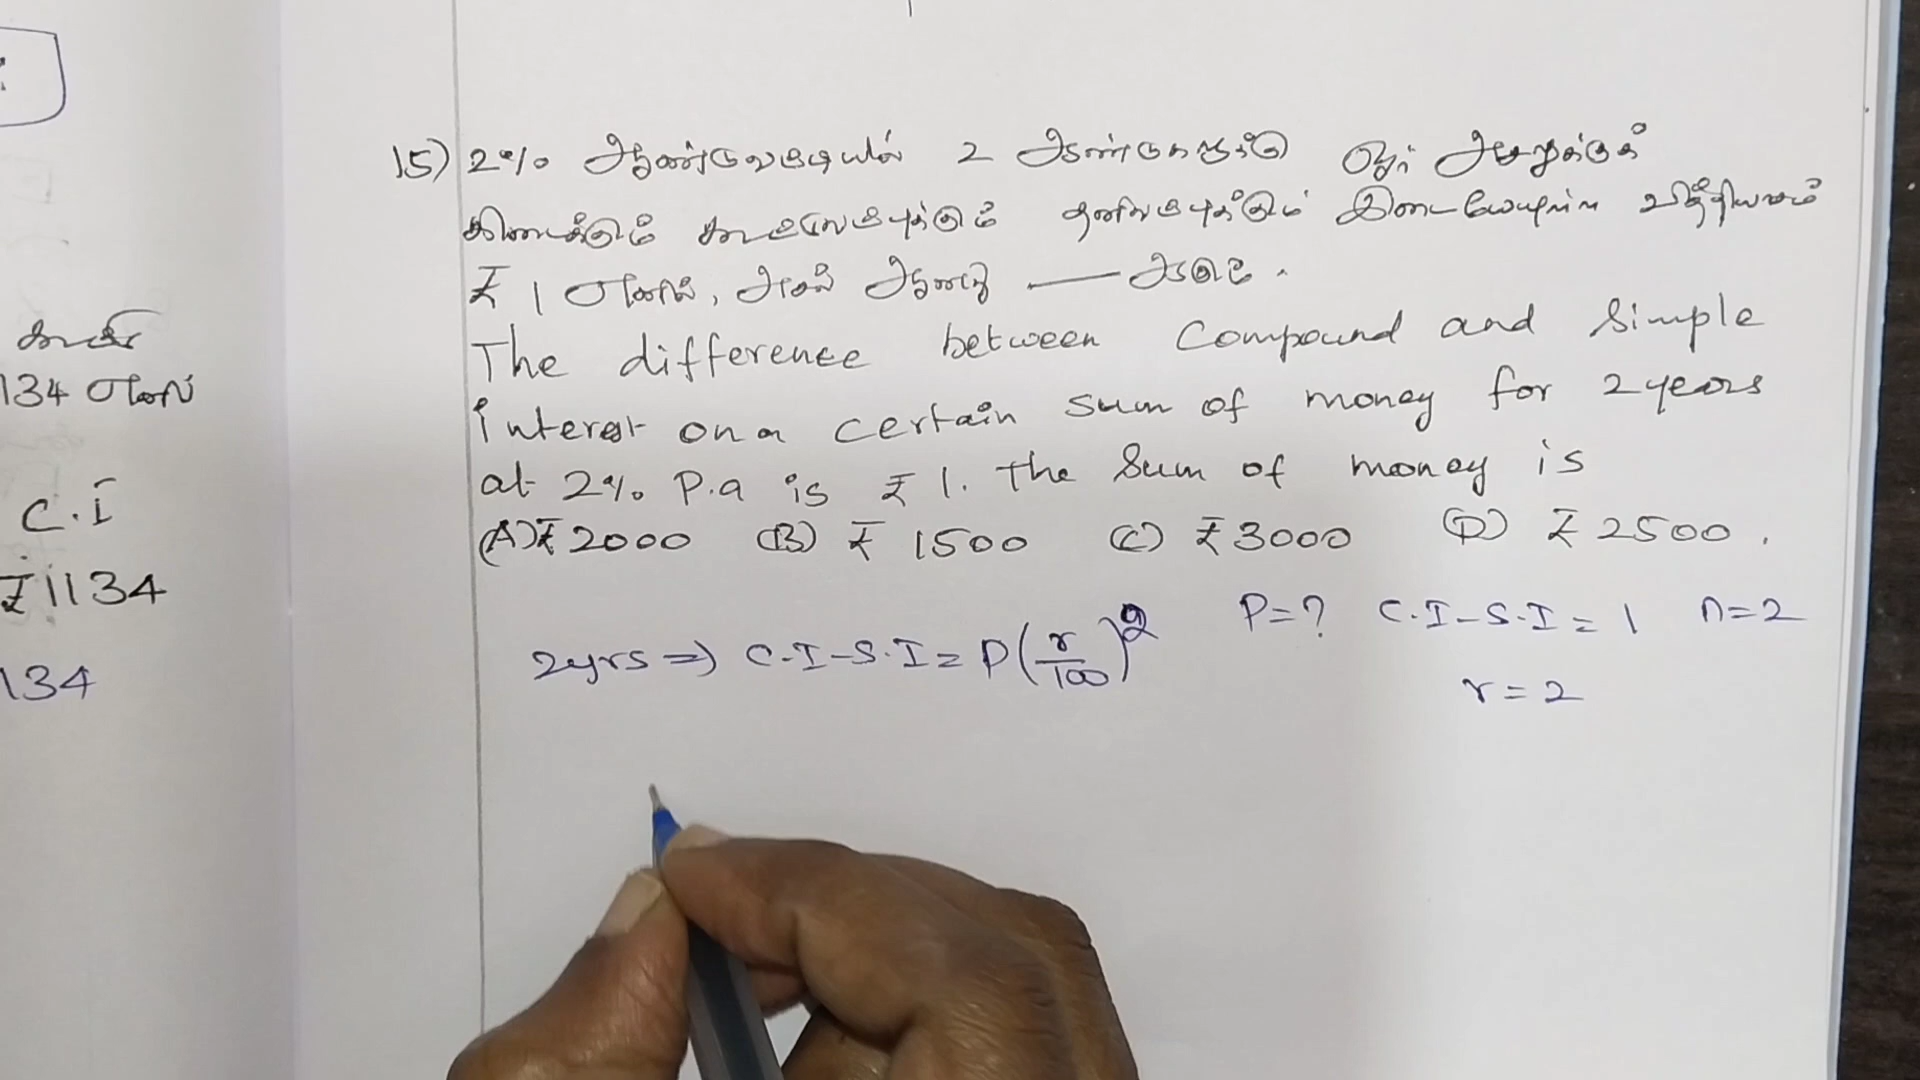 காண்க
134 எனில்
C.I
₹1134
134
15) 2% ஆண்டுவட்டியில் 2 ஆண்டுகளுக்கு ஓர் அசலுக்குக்
கிடைக்கும் கூட்டுவட்டிக்கும் தனிவட்டிக்கும் இடையேயுள்ள வித்தியாசம்
₹ 1 எனில், அசல் ஆனது — ஆகும்.
The difference between Compound and Simple
interest on a certain sum of money for 2 years
at 2% P.a is ₹ 1. The Sum of money is
(A) ₹ 2000 (B) ₹ 1500 (C) ₹ 3000 (D) ₹ 2500.
P=? C.I-S.I = 1 n=2
2yrs ⇒ C.I-S.I = P(r/100)²
r = 2